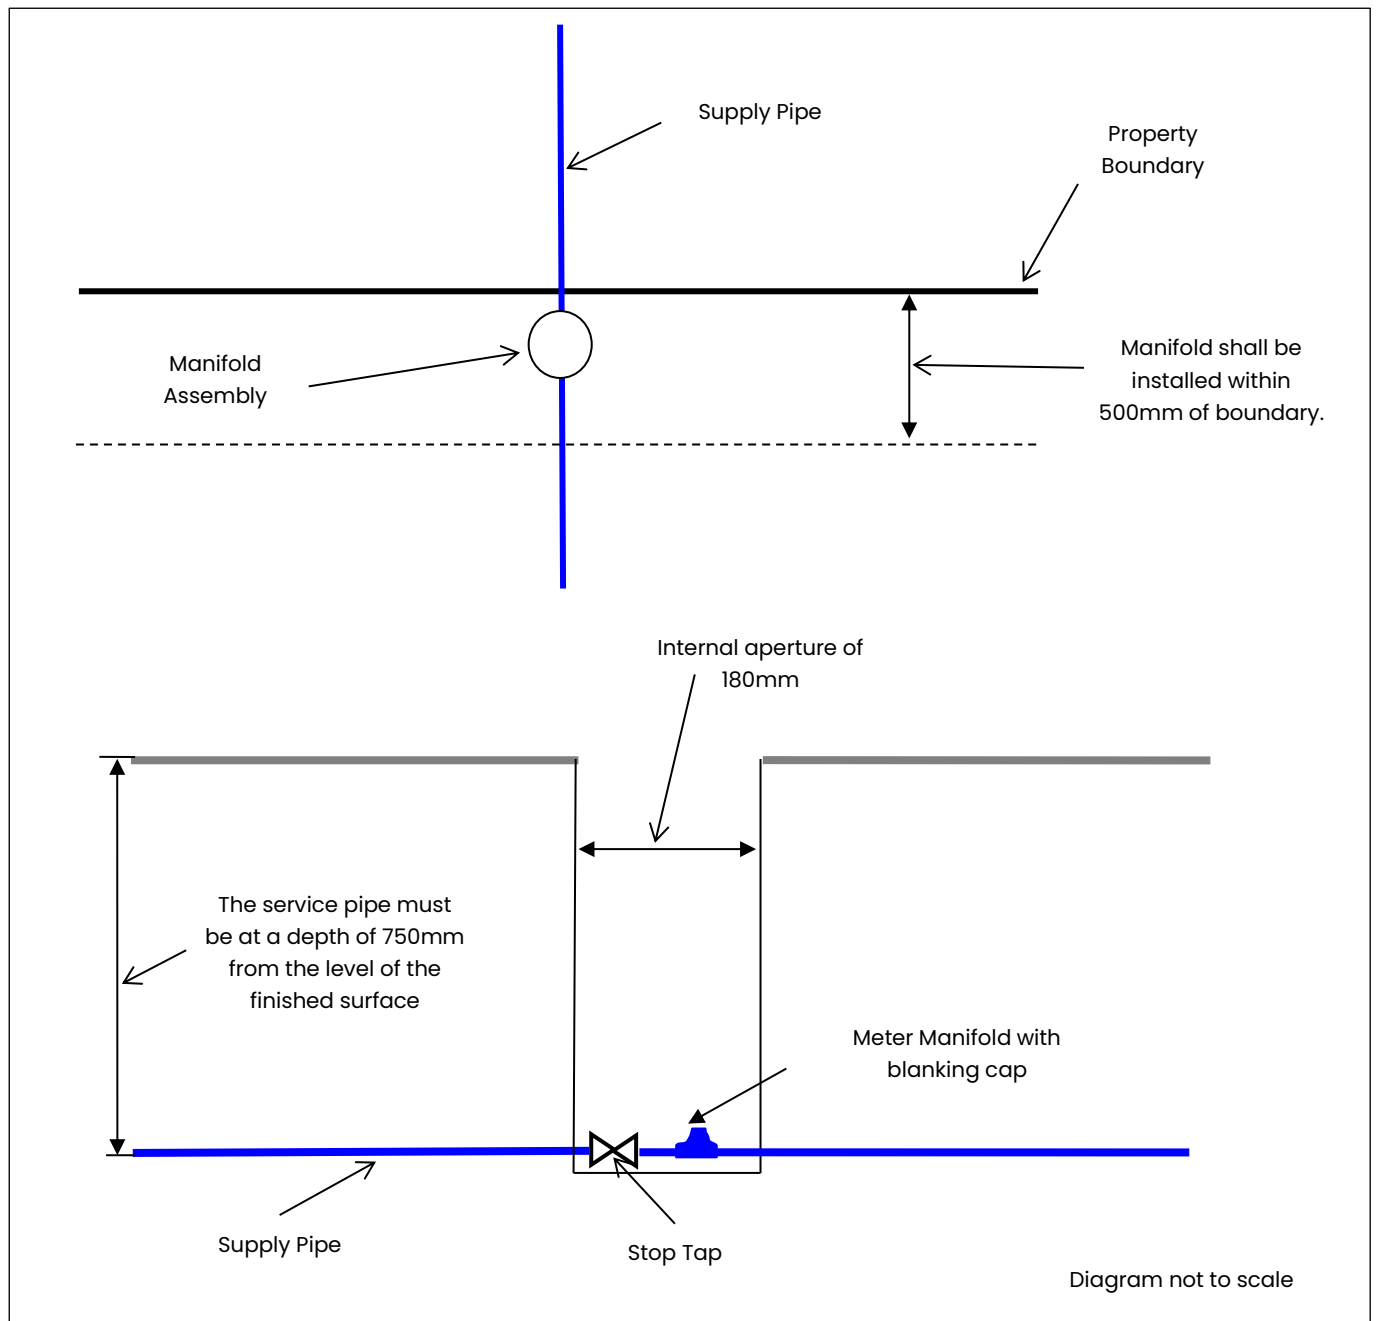 Supply Pipe
Property
Boundary
Manifold
Assembly
Manifold shall be
installed within
500mm of boundary.
Internal aperture of
180mm
The service pipe must
be at a depth of 750mm
from the level of the
finished surface
Meter Manifold with
blanking cap
Supply Pipe
Stop Tap
Diagram not to scale